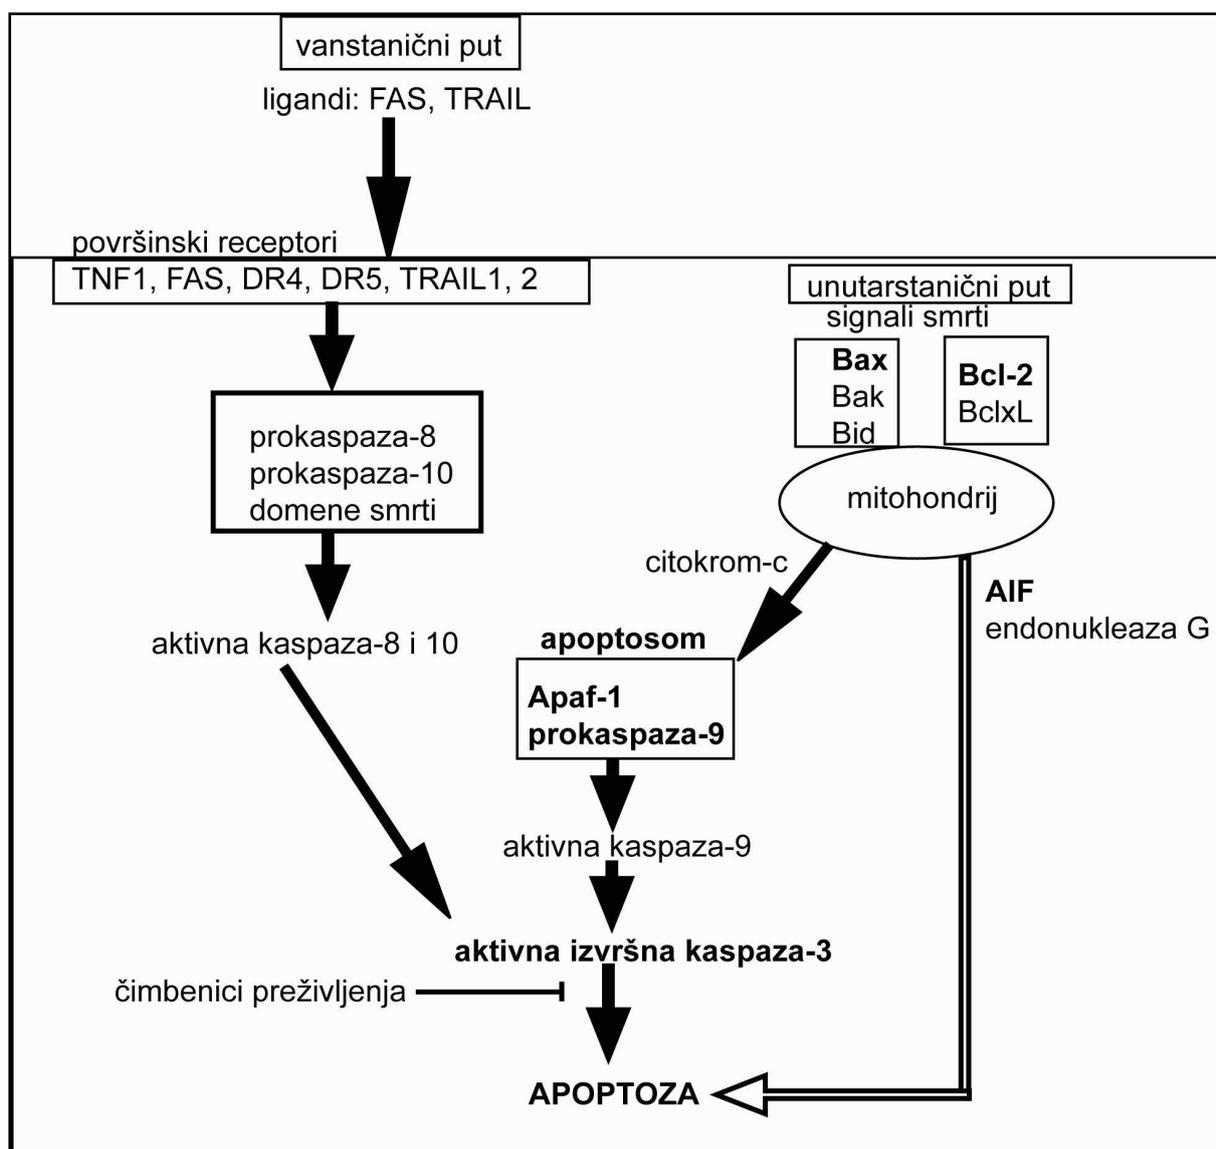 vanstanični put
ligandi: FAS, TRAIL
površinski receptori
TNF1, FAS, DR4, DR5, TRAIL1, 2
prokaspaza-8
prokaspaza-10
domene smrti
aktivna kaspaza-8 i 10
unutarstanični put
signali smrti
Bax
Bak
Bid
Bcl-2
BclxL
mitohondrij
citokrom-c
AIF
endonukleaza G
apoptosom
Apaf-1
prokaspaza-9
aktivna kaspaza-9
aktivna izvršna kaspaza-3
čimbenici preživljenja
APOPTOZA